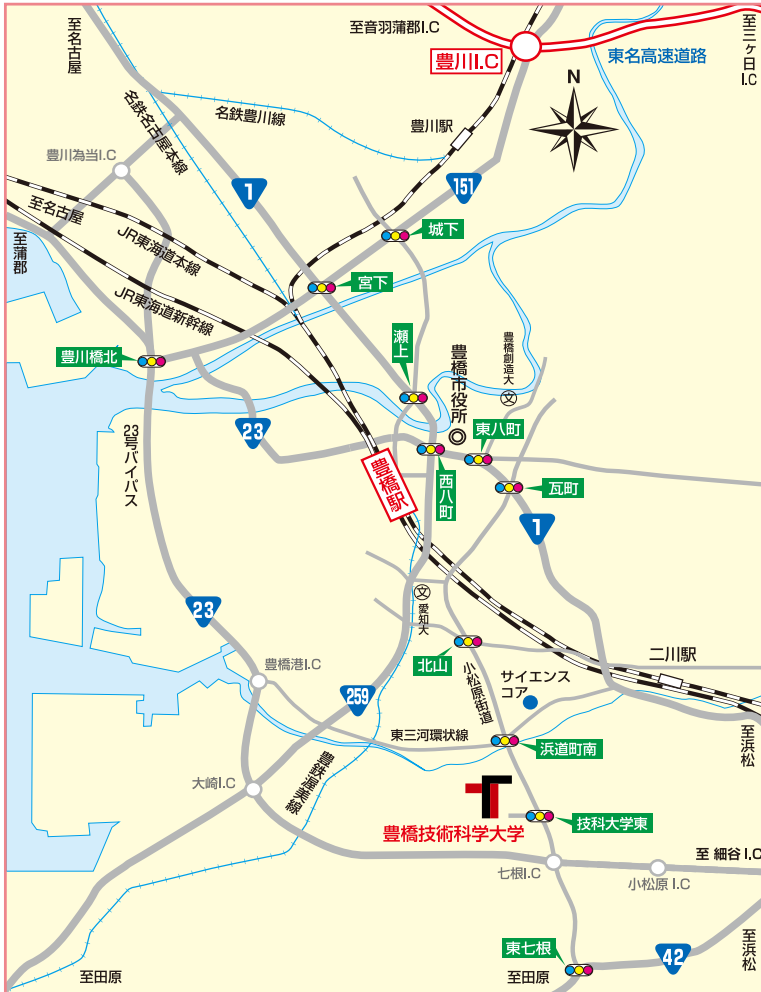 至名古屋
至音羽蒲郡I.C
豊川I.C
至三ヶ日I.C
東名高速道路
N
名鉄名古屋本線
名鉄豊川線
豊川駅
豊川為当I.C
1
151
至名古屋
城下
至蒲郡
JR東海道本線
JR東海道新幹線
宮下
豊川橋北
瀬上
豊橋市役所
豊橋創造大
文
23号バイパス
23
東八町
西八町
豊橋駅
瓦町
1
文
愛知大
23
北山
小松原街道
二川駅
サイエンス
コア
豊橋港I.C
259
東三河環状線
浜道町南
至浜松
大崎I.C
豊鉄渥美線
豊橋技術科学大学
技科大学東
至 細谷 I.C
七根I.C
小松原 I.C
東七根
42
至浜松
至田原
至田原